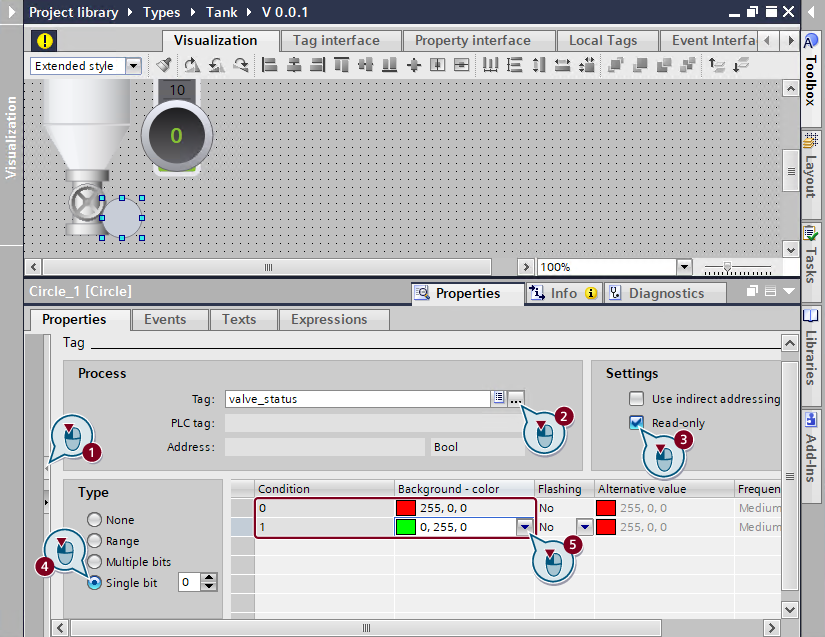 Project library ▸ Types ▸ Tank ▸ V 0.0.1
Visualization
Visualization Tag interface Property interface Local Tags Event Interfa
Extended style
10
0
100%
Toolbox
Layout
Tasks
Libraries
Add-Ins
Circle_1 [Circle]
Properties Info Diagnostics
Properties Events Texts Expressions
Tag
Process
Tag: valve_status ...
PLC tag:
Address: Bool
Settings
Use indirect addressing
Read-only
1
2
3
Type
None
Range
Multiple bits
Single bit 0
4
Condition Background - color Flashing Alternative value Frequen
0 255, 0, 0 No 255, 0, 0 Medium
1 0, 255, 0 No 255, 0, 0 Medium
5